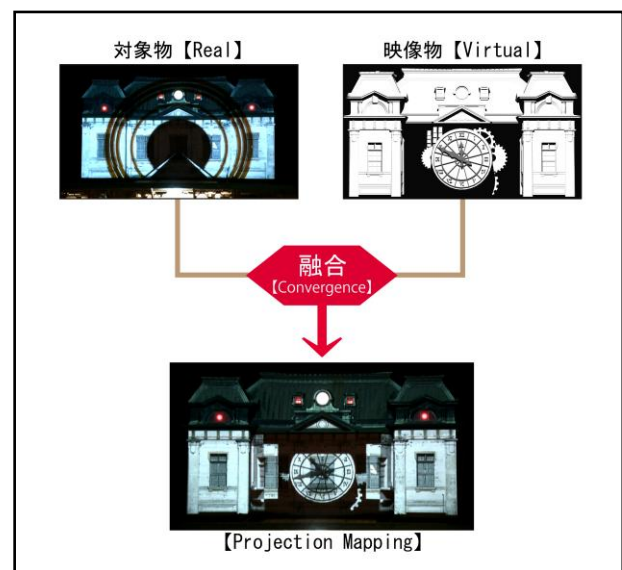 対象物【Real】
映像物【Virtual】
融合
【Convergence】
【Projection Mapping】